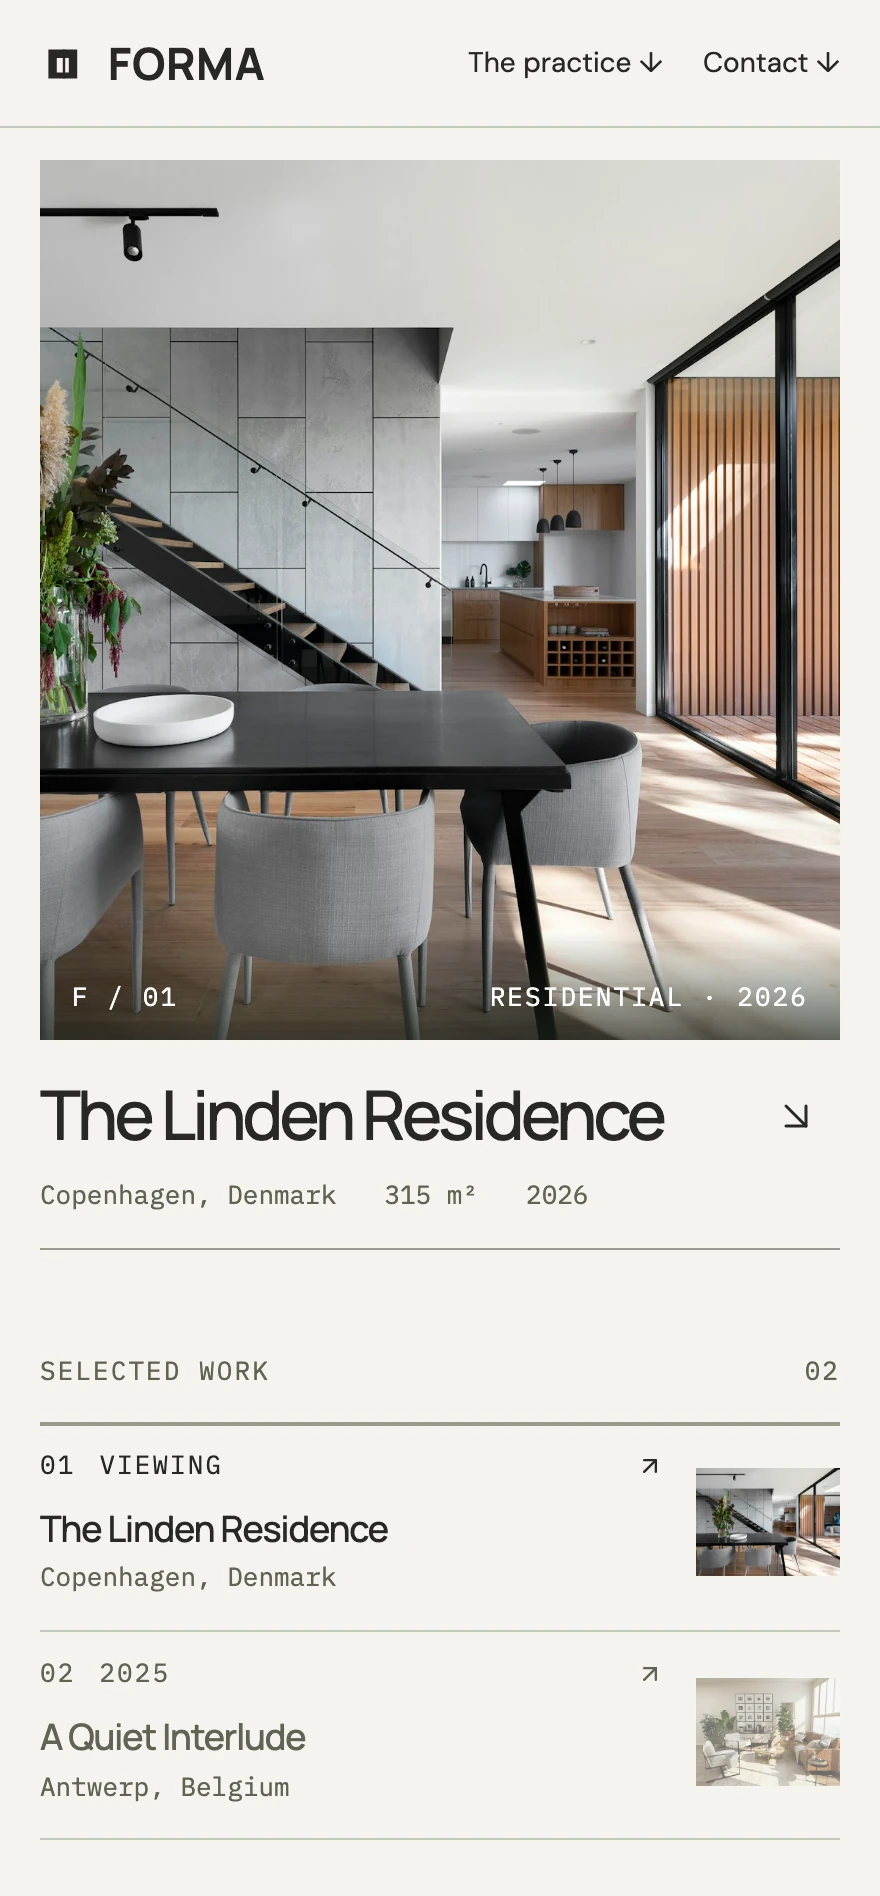 FORMA
The practice ↓ Contact ↓
F / 01
RESIDENTIAL · 2026
The Linden Residence
Copenhagen, Denmark 315 m² 2026
SELECTED WORK 02
01 VIEWING
The Linden Residence
Copenhagen, Denmark
02 2025
A Quiet Interlude
Antwerp, Belgium